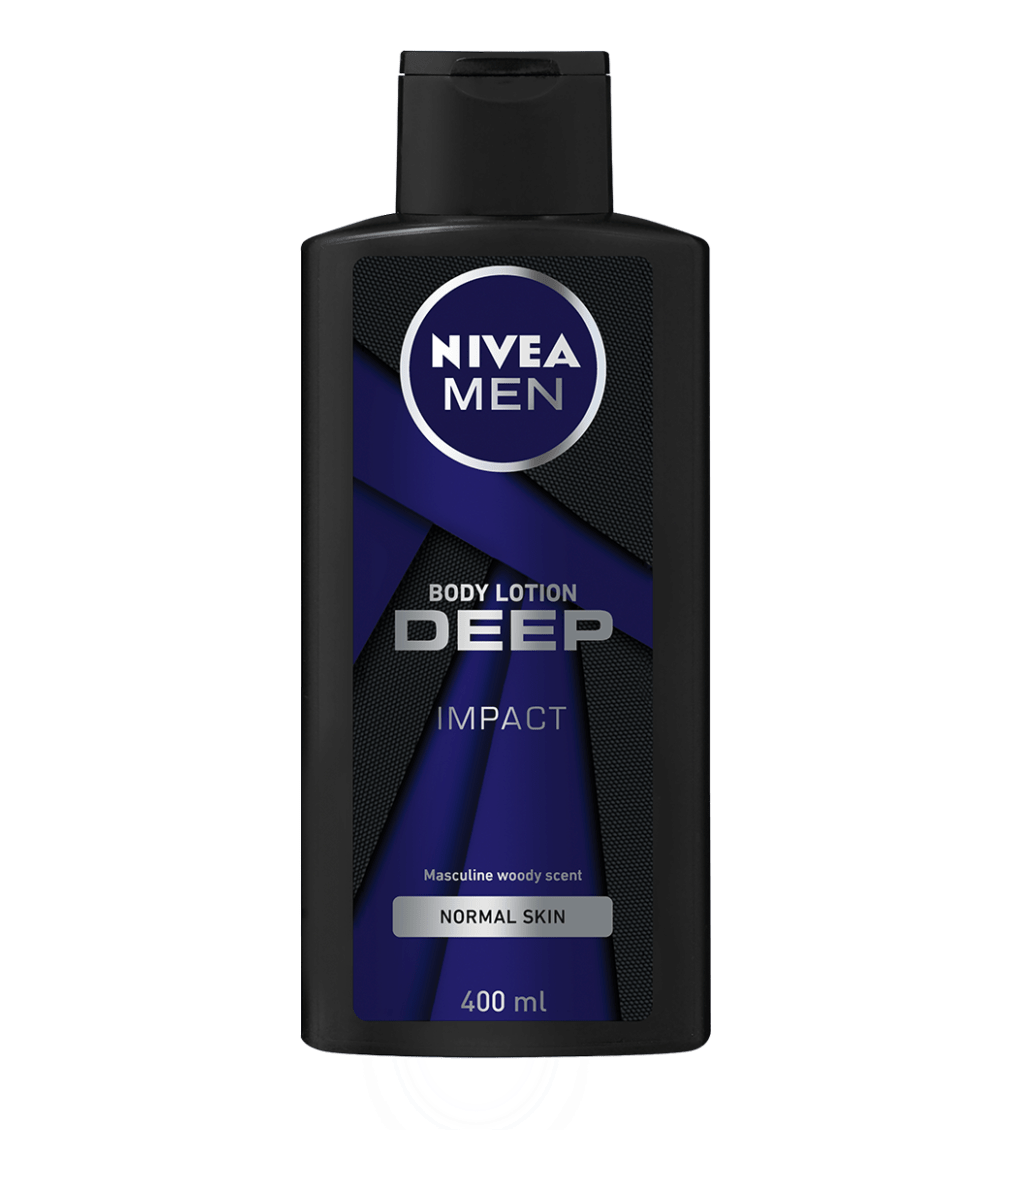 NIVEA
MEN
BODY LOTION
DEEP
IMPACT
Masculine woody scent
NORMAL SKIN
400 ml